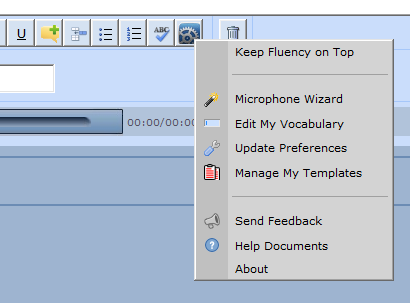 U
ABC
Keep Fluency on Top
00:00/00:00
Microphone Wizard
Edit My Vocabulary
Update Preferences
Manage My Templates
Send Feedback
Help Documents
About